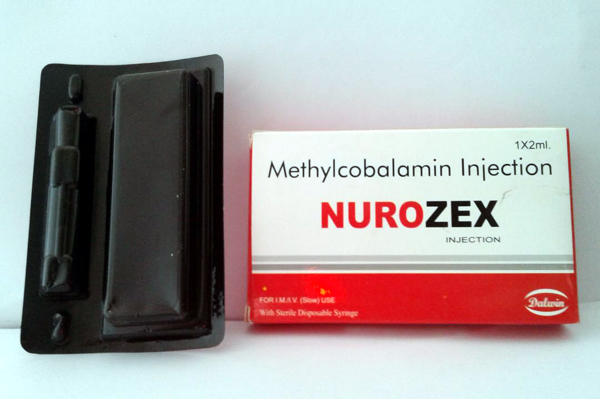 1X2ml.
Methylcobalamin Injection
NUROZEX
INJECTION
FOR I.M./I.V. (Slow) USE
With Sterile Disposable Syringe
Dalwin